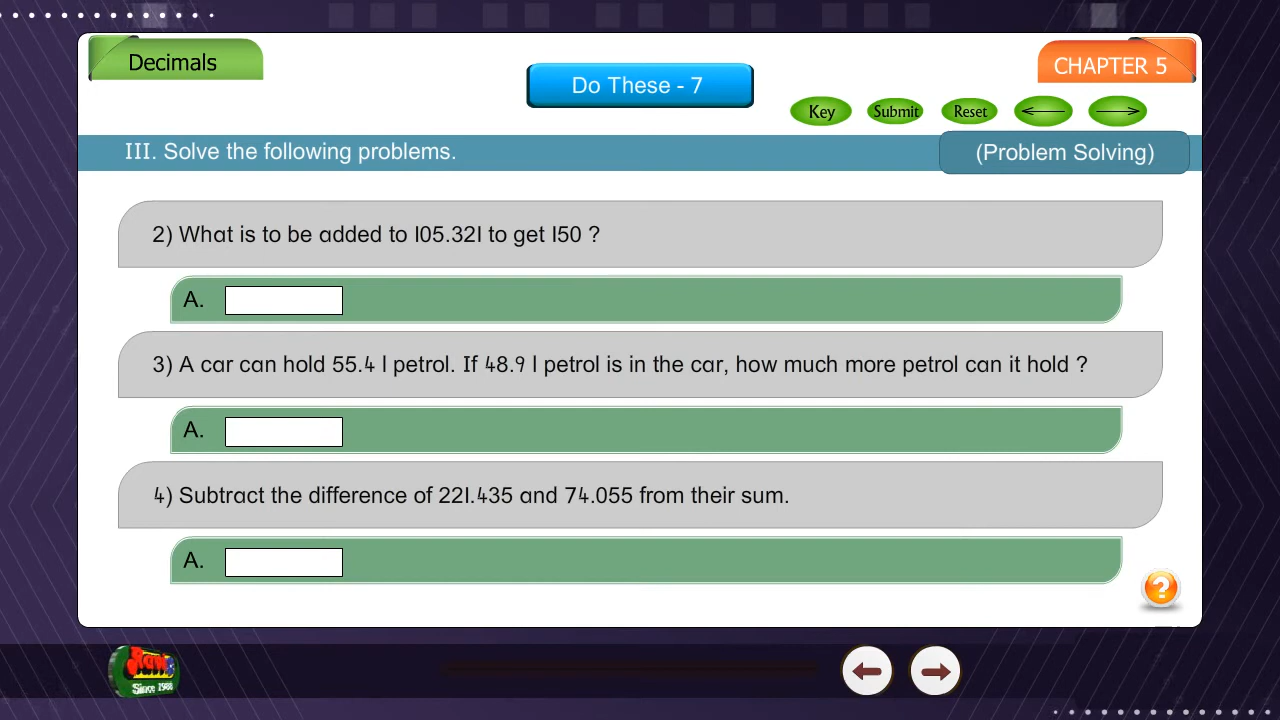 Decimals
CHAPTER 5
Do These - 7
Key Submit Reset
III. Solve the following problems.
(Problem Solving)
2) What is to be added to 105.321 to get 150 ?
A.
3) A car can hold 55.4 l petrol. If 48.9 l petrol is in the car, how much more petrol can it hold ?
A.
4) Subtract the difference of 221.435 and 74.055 from their sum.
A.
?
Since 1988